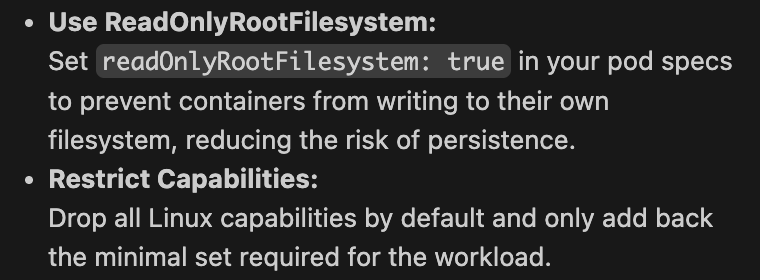 • Use ReadOnlyRootFilesystem:
Set readOnlyRootFilesystem: true in your pod specs
to prevent containers from writing to their own
filesystem, reducing the risk of persistence.
• Restrict Capabilities:
Drop all Linux capabilities by default and only add back
the minimal set required for the workload.